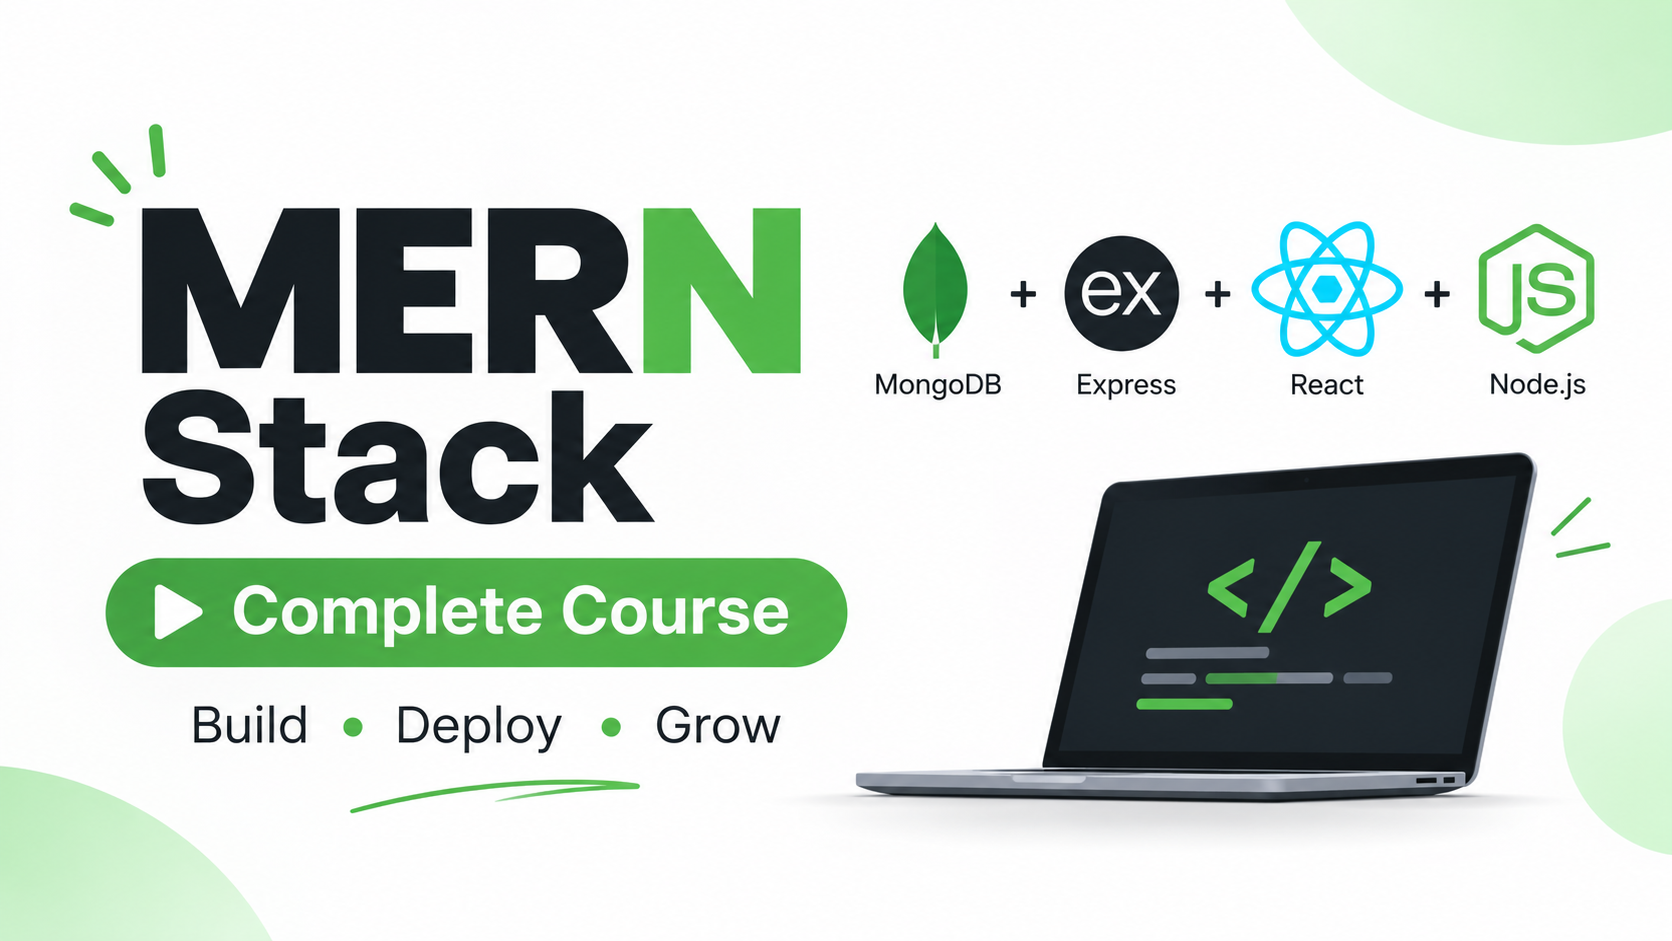 MERN
Stack
Complete Course
Build • Deploy • Grow
ex
JS
MongoDB + Express + React + Node.js
</>